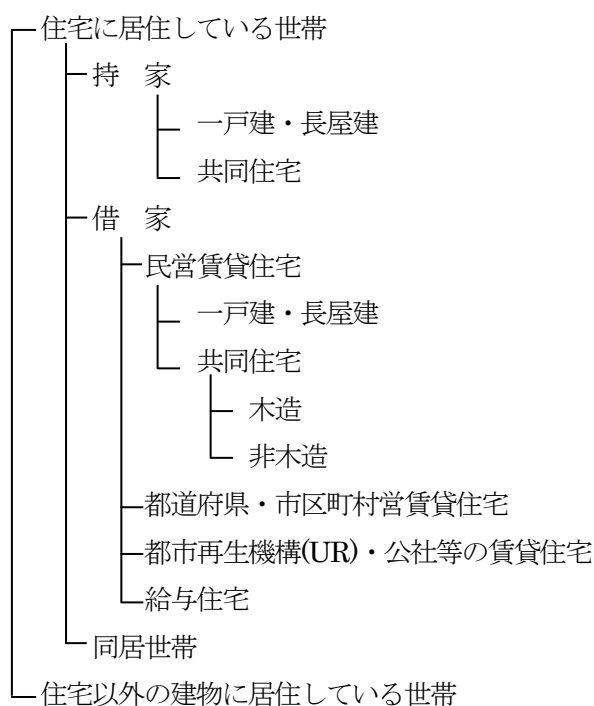 住宅に居住している世帯
持　家
一戸建・長屋建
共同住宅
借　家
民営賃貸住宅
一戸建・長屋建
共同住宅
木造
非木造
都道府県・市区町村営賃貸住宅
都市再生機構(UR)・公社等の賃貸住宅
給与住宅
同居世帯
住宅以外の建物に居住している世帯